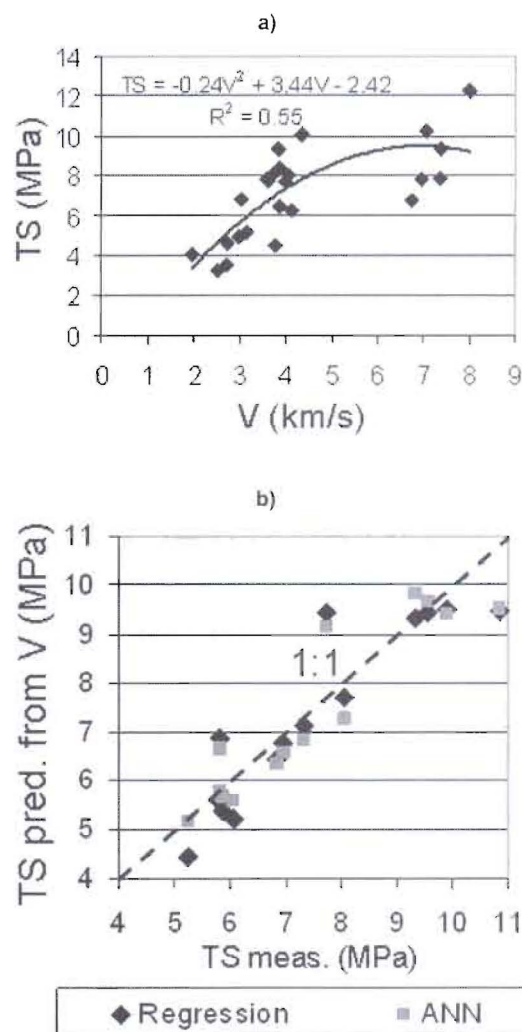 a)
TS = -0.24V² + 3.44V - 2.42
R² = 0.55
14
12
10
8
6
4
2
0
TS (MPa)
0 1 2 3 4 5 6 7 8 9
V (km/s)
b)
11
10
9
8
7
6
5
4
TS pred. from V (MPa)
1:1
4 5 6 7 8 9 10 11
TS meas. (MPa)
Regression ANN